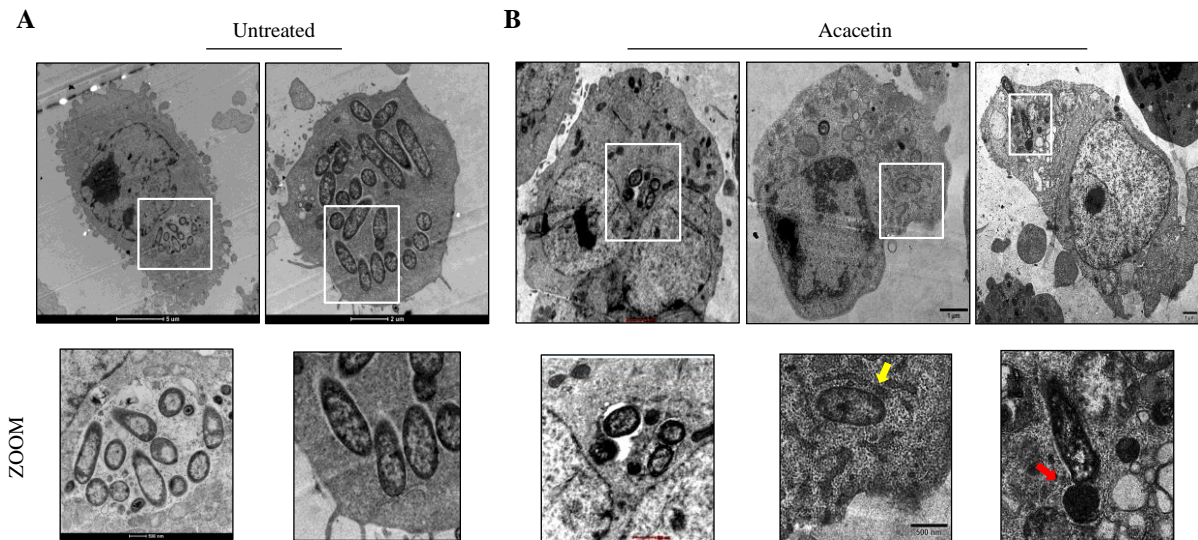 A
B
Untreated
Acacetin
5 um
2 um
1 μm
ZOOM
500 nm
500 nm